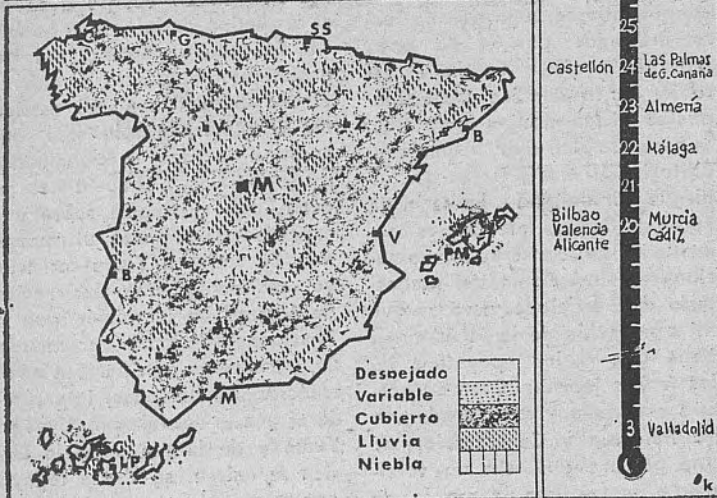 C
G
SS
V
Z
B
M
V
PM
B
S
M
SC
LP
Despejado
Variable
Cubierto
Lluvia
Niebla
25
Castellón 24 Las Palmas
de G. Canaria
23 Almería
22 Málaga
21
Bilbao 20 Murcia
Valencia Cádiz
Alicante
3 Valladolid
k